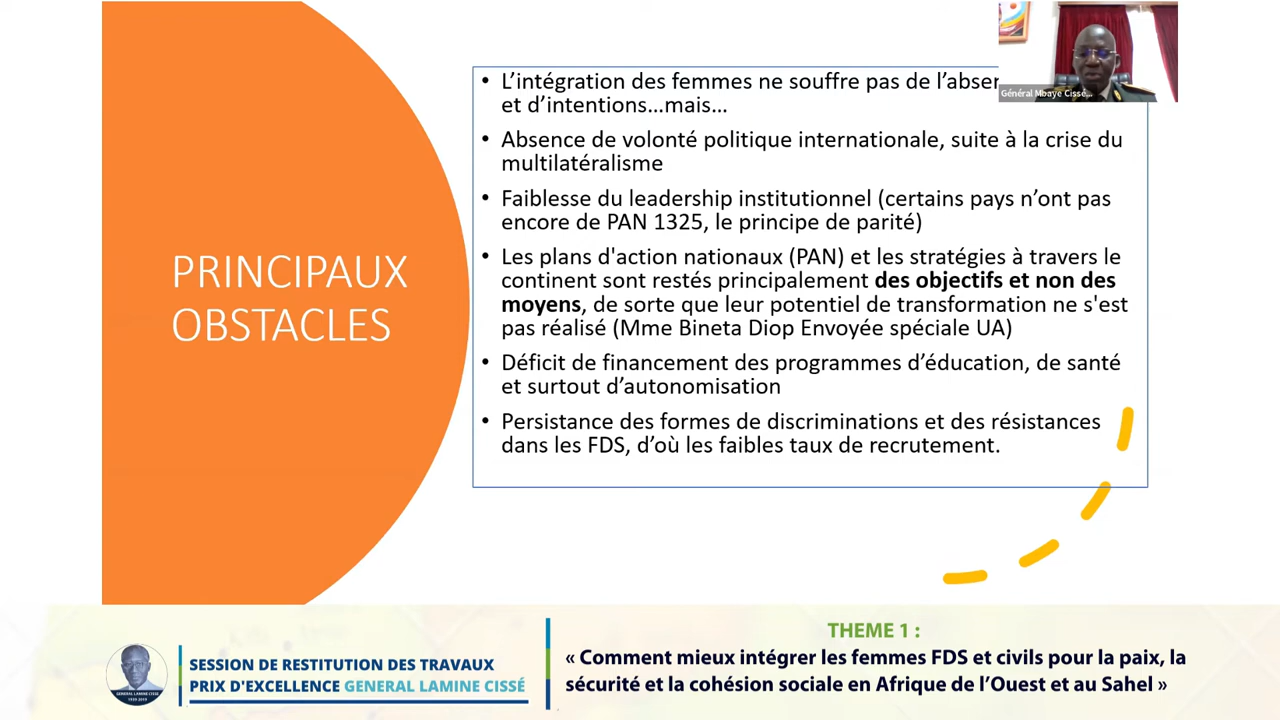 PRINCIPAUX
OBSTACLES
• L’intégration des femmes ne souffre pas de
et d’intentions…mais…
• Absence de volonté politique internationale, suite à la crise du
multilatéralisme
• Faiblesse du leadership institutionnel (certains pays n’ont pas
encore de PAN 1325, le principe de parité)
• Les plans d'action nationaux (PAN) et les stratégies à travers le
continent sont restés principalement des objectifs et non des
moyens, de sorte que leur potentiel de transformation ne s'est
pas réalisé (Mme Bineta Diop Envoyée spéciale UA)
• Déficit de financement des programmes d’éducation, de santé
et surtout d’autonomisation
• Persistance des formes de discriminations et des résistances
dans les FDS, d’où les faibles taux de recrutement.
Général Mbaye Cissé...
GENERAL LAMINE CISSÉ
SESSION DE RESTITUTION DES TRAVAUX
PRIX D'EXCELLENCE GENERAL LAMINE CISSÉ
THEME 1 :
« Comment mieux intégrer les femmes FDS et civils pour la paix, la
sécurité et la cohésion sociale en Afrique de l’Ouest et au Sahel »